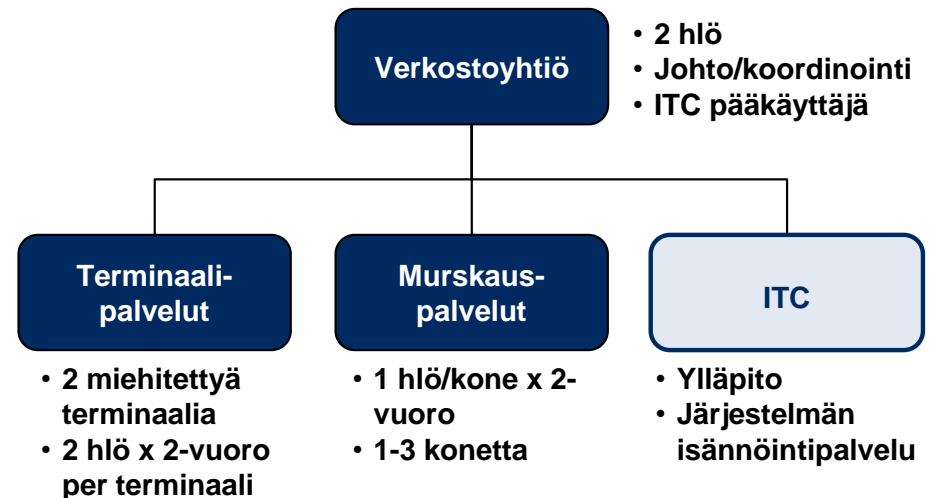 Verkostoyhtiö
• 2 hlö
• Johto/koordinointi
• ITC pääkäyttäjä
Terminaali-
palvelut
• 2 miehitettyä
terminaalia
• 2 hlö x 2-vuoro
per terminaali
Murskaus-
palvelut
• 1 hlö/kone x 2-
vuoro
• 1-3 konetta
ITC
• Ylläpito
• Järjestelmän
isännöintipalvelu